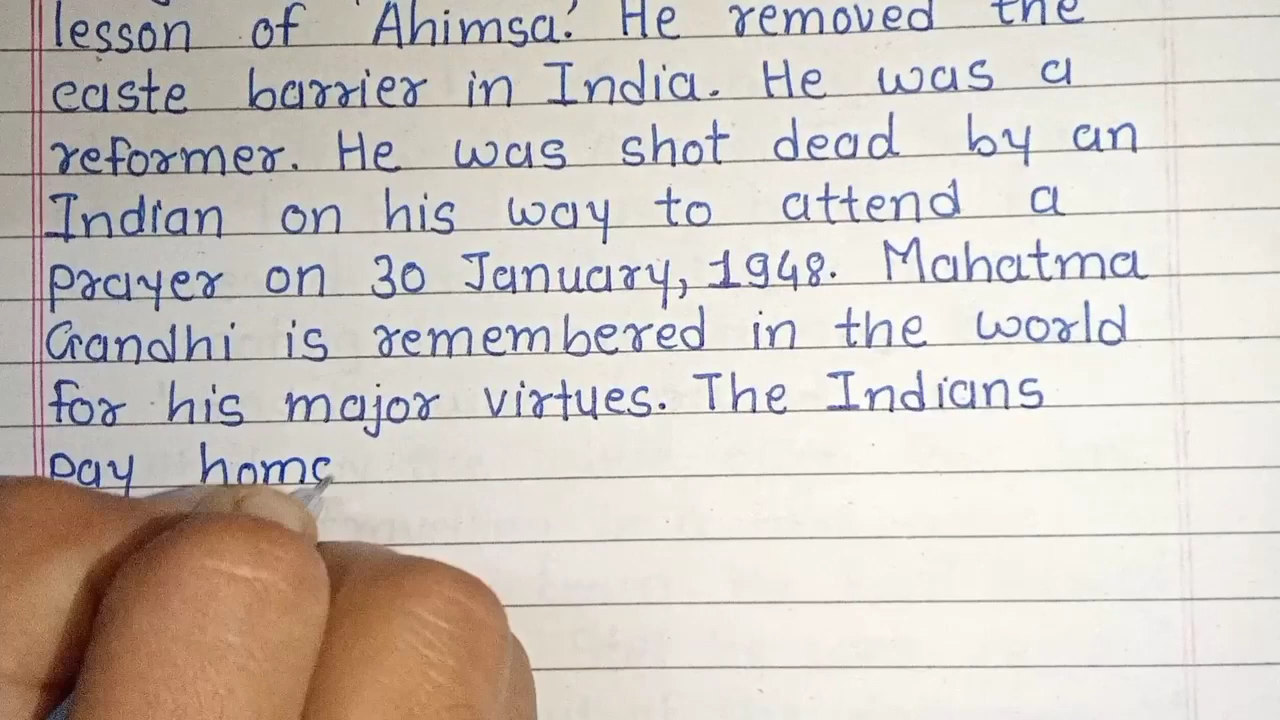 lesson of Ahimsa. He removed the
caste barrier in India. He was a
reformer. He was shot dead by an
Indian on his way to attend a
prayer on 30 January, 1948. Mahatma
Gandhi is remembered in the world
for his major virtues. The Indians
pay homa